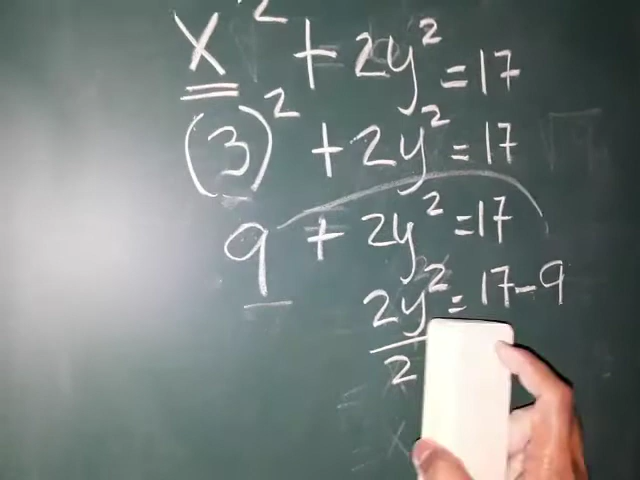 x² + 2y² = 17
(3)² + 2y² = 17
9 + 2y² = 17
2y² = 17 - 9
2